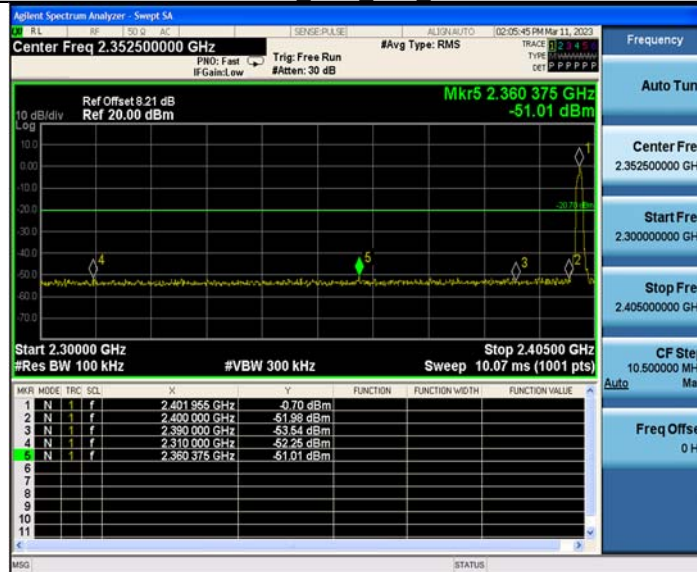 Agilent Spectrum Analyzer - Swept SA
RL RF 50 Ω AC SENSE:PULSE ALIGN AUTO 02:05:45 PM Mar 11, 2023
Center Freq 2.352500000 GHz
PNO: Fast
IFGain:Low
Trig: Free Run
#Atten: 30 dB
#Avg Type: RMS
TRACE 1 2 3 4 5 6
TYPE
DET P P P P P P
Frequency
Ref Offset 8.21 dB
10 dB/div Ref 20.00 dBm
Log
Mkr5 2.360 375 GHz
-51.01 dBm
10.0
0.00
-10.0
-20.0
-30.0
-40.0
-50.0
-60.0
-70.0
-20.70 dBm
1
2
3
4
5
Start 2.30000 GHz
Stop 2.40500 GHz
#Res BW 100 kHz #VBW 300 kHz Sweep 10.07 ms (1001 pts)
MKR MODE TRC SCL X Y FUNCTION FUNCTION WIDTH FUNCTION VALUE
1 N 1 f 2.401 955 GHz -0.70 dBm
2 N 1 f 2.400 000 GHz -51.98 dBm
3 N 1 f 2.390 000 GHz -53.54 dBm
4 N 1 f 2.310 000 GHz -52.25 dBm
5 N 1 f 2.360 375 GHz -51.01 dBm
6
7
8
9
10
11
MSG STATUS
Auto Tun
Center Fre
2.352500000 GH
Start Fre
2.300000000 GH
Stop Fre
2.405000000 GH
CF Ste
10.500000 MH
Auto Ma
Freq Offse
0 H